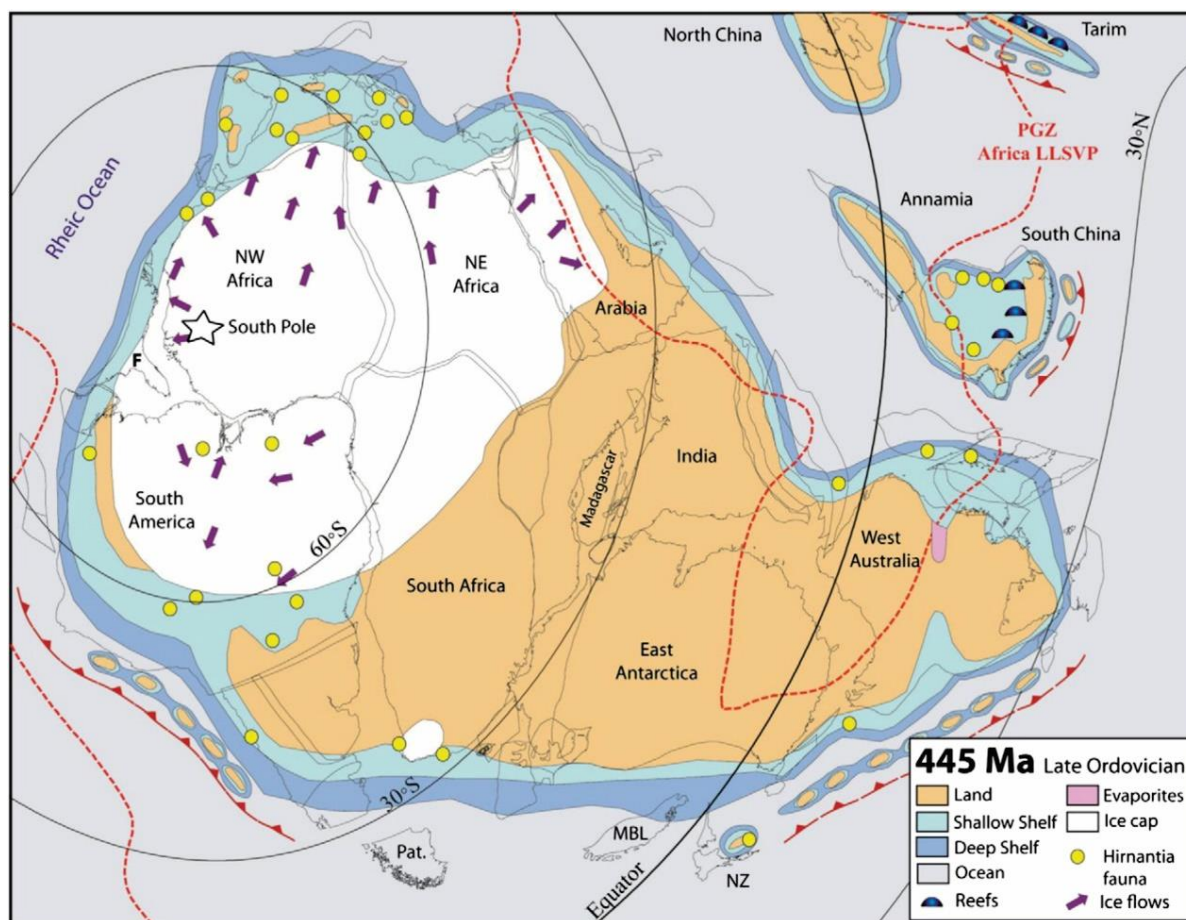 North China
Tarim
PGZ
Africa LLSVP
30°N
Rheic Ocean
Annamia
South China
NW
Africa
NE
Africa
South Pole
Arabia
F
India
Madagascar
South
America
60°S
West
Australia
South Africa
East
Antarctica
30°S
Pat.
MBL
NZ
Equator
445 Ma Late Ordovician
Land
Evaporites
Shallow Shelf
Ice cap
Deep Shelf
Hirnantia
fauna
Ocean
Reefs
Ice flows